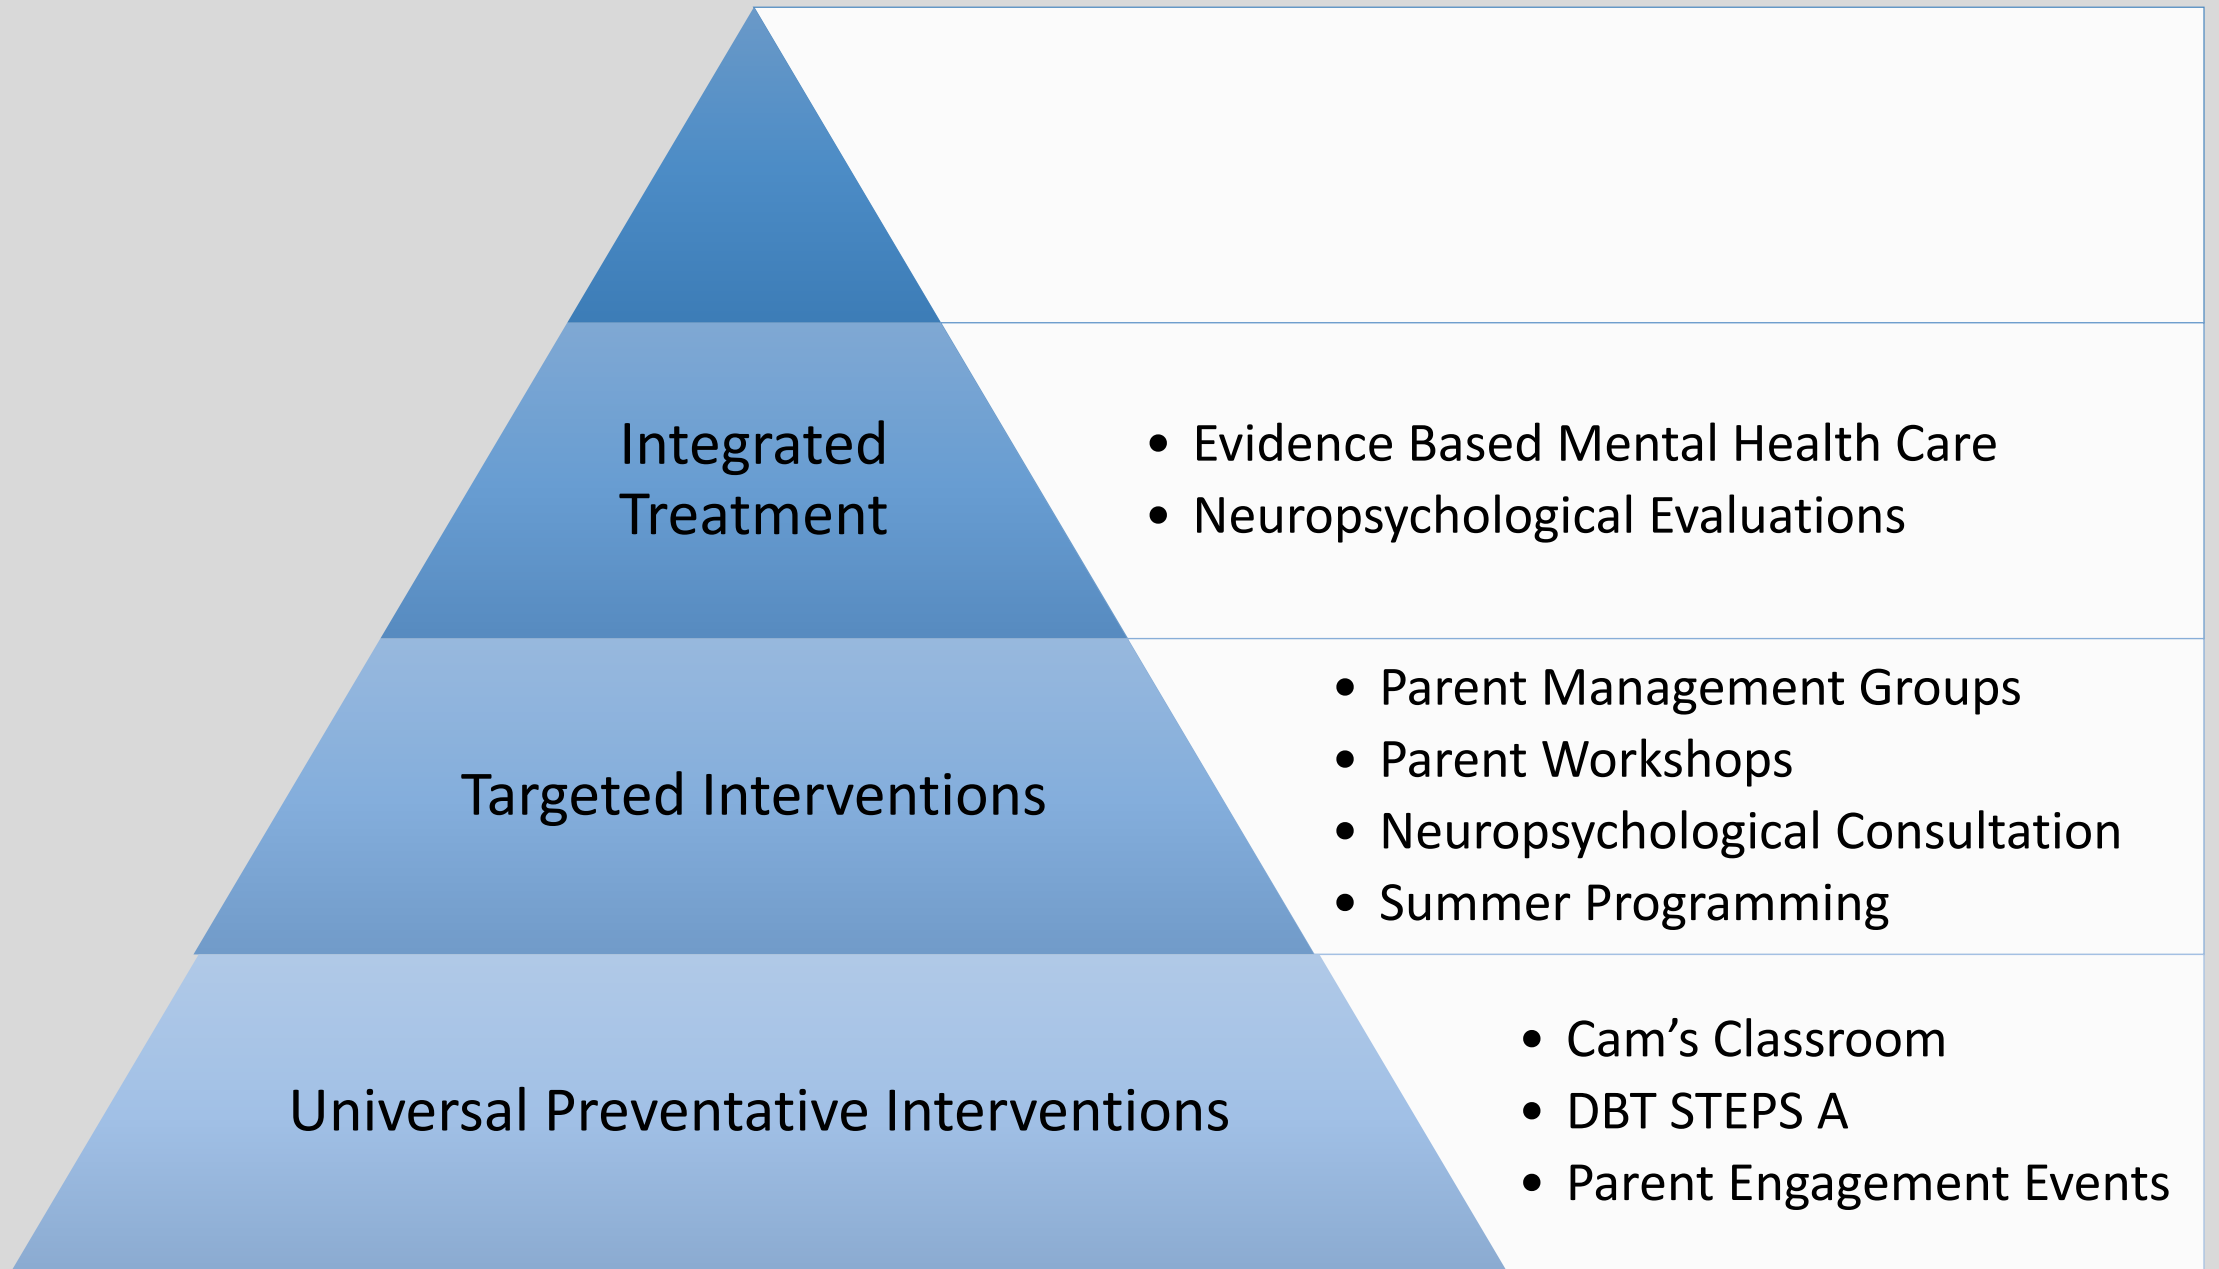 Integrated
Treatment
• Evidence Based Mental Health Care
• Neuropsychological Evaluations
Targeted Interventions
• Parent Management Groups
• Parent Workshops
• Neuropsychological Consultation
• Summer Programming
Universal Preventative Interventions
• Cam’s Classroom
• DBT STEPS A
• Parent Engagement Events